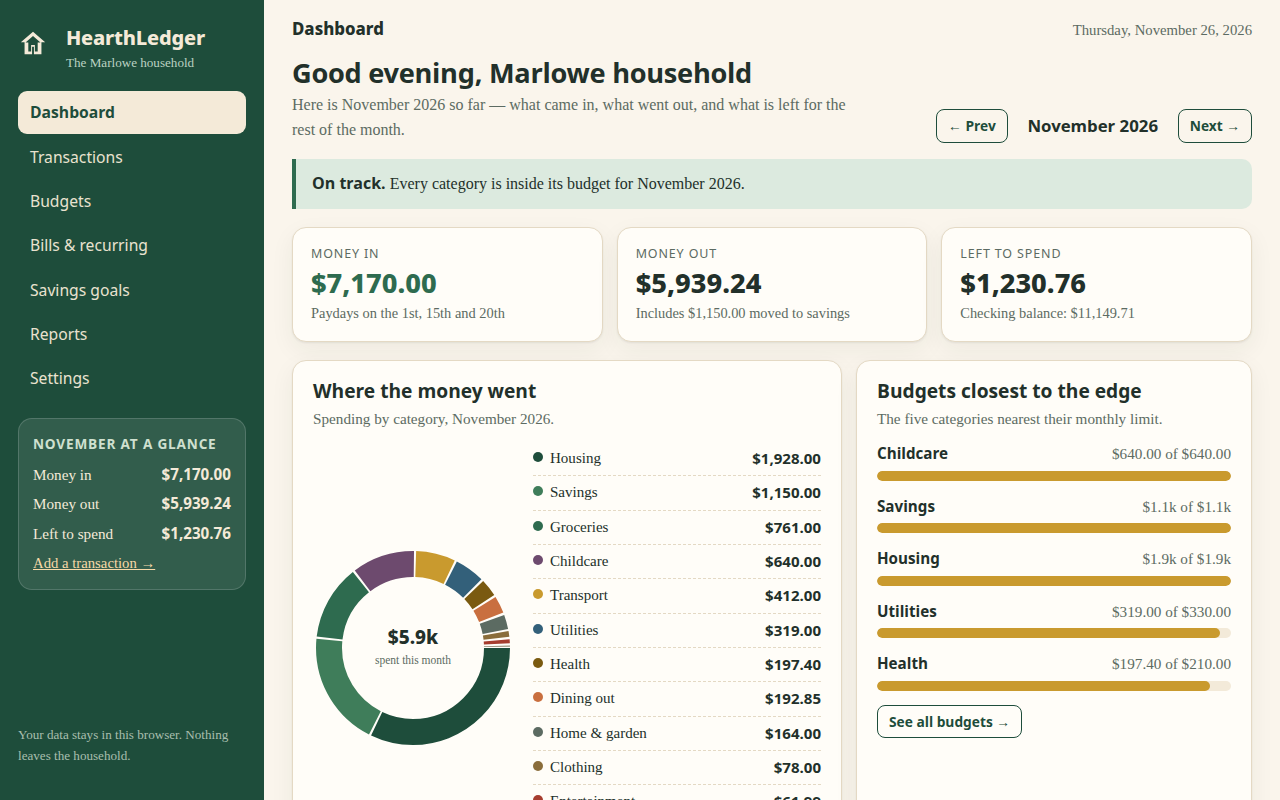 HearthLedger
The Marlowe household
Dashboard
Transactions
Budgets
Bills & recurring
Savings goals
Reports
Settings
NOVEMBER AT A GLANCE
Money in $7,170.00
Money out $5,939.24
Left to spend $1,230.76
Add a transaction →
Your data stays in this browser. Nothing
leaves the household.
Dashboard
Thursday, November 26, 2026
Good evening, Marlowe household
Here is November 2026 so far — what came in, what went out, and what is left for the
rest of the month.
← Prev November 2026 Next →
On track. Every category is inside its budget for November 2026.
MONEY IN
$7,170.00
Paydays on the 1st, 15th and 20th
MONEY OUT
$5,939.24
Includes $1,150.00 moved to savings
LEFT TO SPEND
$1,230.76
Checking balance: $11,149.71
Where the money went
Spending by category, November 2026.
$5.9k
spent this month
Housing $1,928.00
Savings $1,150.00
Groceries $761.00
Childcare $640.00
Transport $412.00
Utilities $319.00
Health $197.40
Dining out $192.85
Home & garden $164.00
Clothing $78.00
Budgets closest to the edge
The five categories nearest their monthly limit.
Childcare $640.00 of $640.00
Savings $1.1k of $1.1k
Housing $1.9k of $1.9k
Utilities $319.00 of $330.00
Health $197.40 of $210.00
See all budgets →